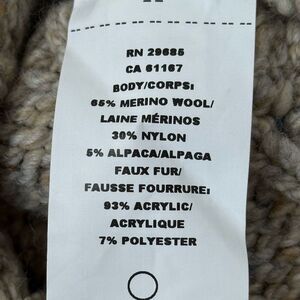 RN 29685
CA 61167
BODY/CORPS:
65% MERINO WOOL/
LAINE MÉRINOS
30% NYLON
5% ALPACA/ALPAGA
FAUX FUR/
FAUSSE FOURRURE:
93% ACRYLIC/
ACRYLIQUE
7% POLYESTER